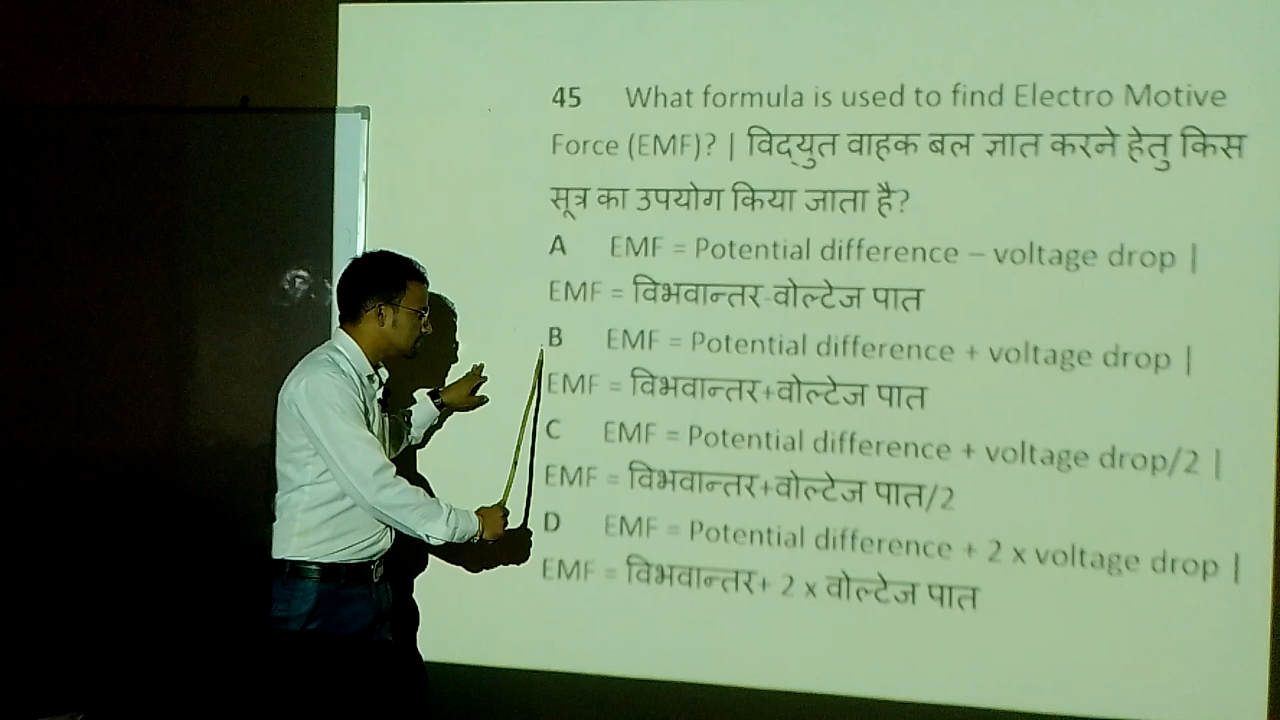 45 What formula is used to find Electro Motive
Force (EMF)? | विद्युत वाहक बल ज्ञात करने हेतु किस
सूत्र का उपयोग किया जाता है?
A EMF = Potential difference – voltage drop |
EMF = विभवान्तर-वोल्टेज पात
B EMF = Potential difference + voltage drop |
EMF = विभवान्तर+वोल्टेज पात
C EMF = Potential difference + voltage drop/2 |
EMF = विभवान्तर+वोल्टेज पात/2
D EMF = Potential difference + 2 x voltage drop |
EMF = विभवान्तर+ 2 x वोल्टेज पात